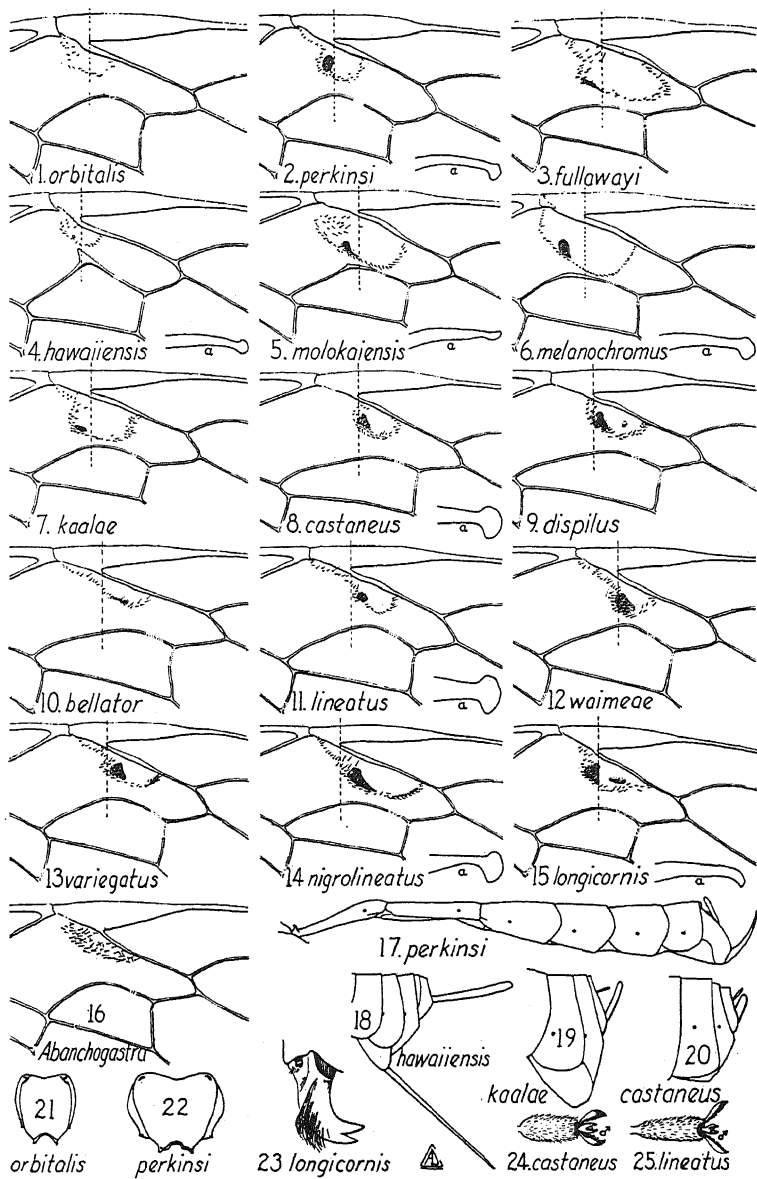 1. orbitalis
2. perkinsi
a
3. fullawayi
4. hawaiiensis
a
5. molokaiensis
a
6. melanochromus
a
7. kaalae
8. castaneus
a
9. dispilus
10. bellator
11. lineatus
a
12 waimeae
13 variegatus
14 nigrolineatus
a
15 longicornis
a
16
Abanchogastra
17. perkinsi
18
hawaiiensis
19
kaalae
20
castaneus
21
orbitalis
22
perkinsi
23 longicornis
24. castaneus
♂
25. lineatus
♂